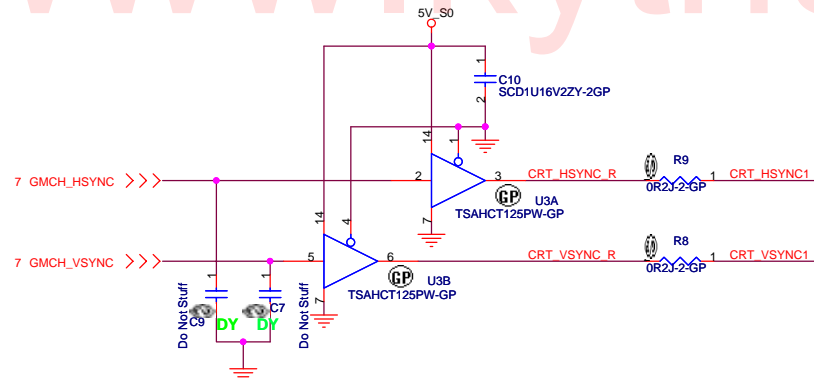 5V_S0
1
C10
SCD1U16V2ZY-2GP
2
14
1
7 GMCH_HSYNC
2
3
CRT_HSYNC_R
R9
1
CRT_HSYNC1
0R2J-2-GP
GP
U3A
TSAHCT125PW-GP
7
14
4
7 GMCH_VSYNC
5
6
CRT_VSYNC_R
R8
1
CRT_VSYNC1
0R2J-2-GP
GP
U3B
TSAHCT125PW-GP
7
1
1
Do Not Stuff
C9
DY
C7
DY
Do Not Stuff